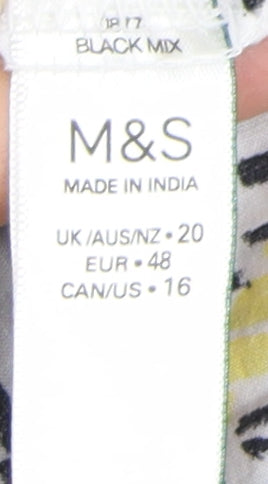 BLACK MIX
M&S
MADE IN INDIA
UK/AUS/NZ • 20
EUR • 48
CAN/US • 16